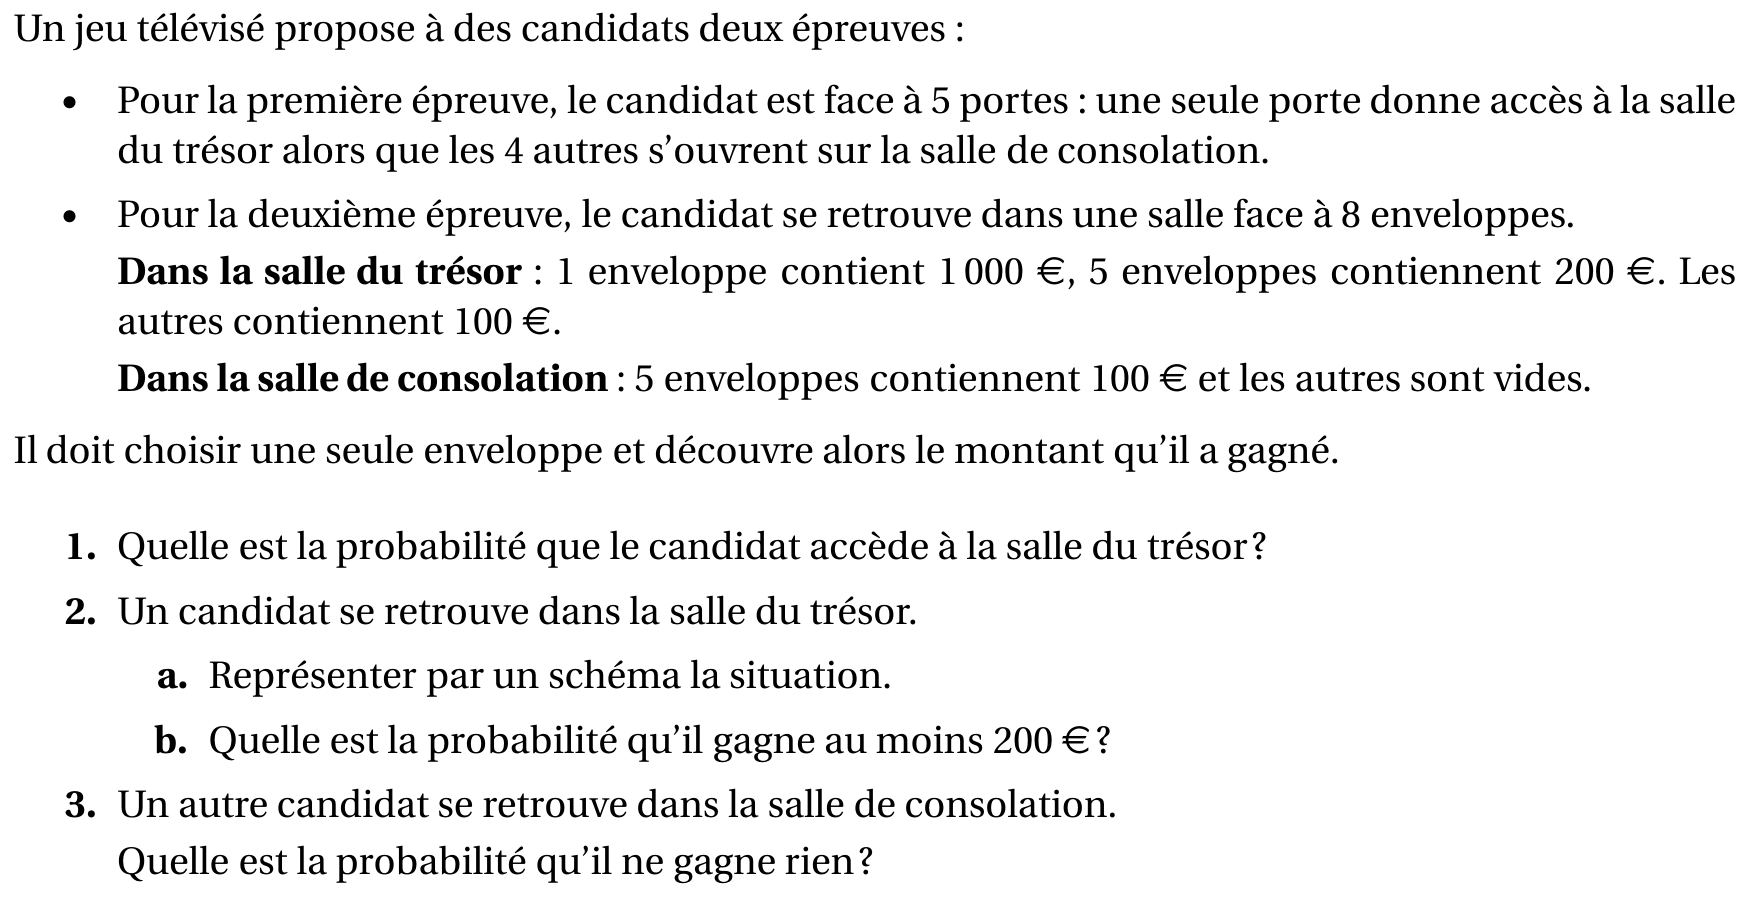 Un jeu télévisé propose à des candidats deux épreuves :
• Pour la première épreuve, le candidat est face à 5 portes : une seule porte donne accès à la salle
du trésor alors que les 4 autres s’ouvrent sur la salle de consolation.
• Pour la deuxième épreuve, le candidat se retrouve dans une salle face à 8 enveloppes.
Dans la salle du trésor : 1 enveloppe contient 1 000 €, 5 enveloppes contiennent 200 €. Les
autres contiennent 100 €.
Dans la salle de consolation : 5 enveloppes contiennent 100 € et les autres sont vides.
Il doit choisir une seule enveloppe et découvre alors le montant qu’il a gagné.
1. Quelle est la probabilité que le candidat accède à la salle du trésor ?
2. Un candidat se retrouve dans la salle du trésor.
a. Représenter par un schéma la situation.
b. Quelle est la probabilité qu’il gagne au moins 200 € ?
3. Un autre candidat se retrouve dans la salle de consolation.
Quelle est la probabilité qu’il ne gagne rien ?